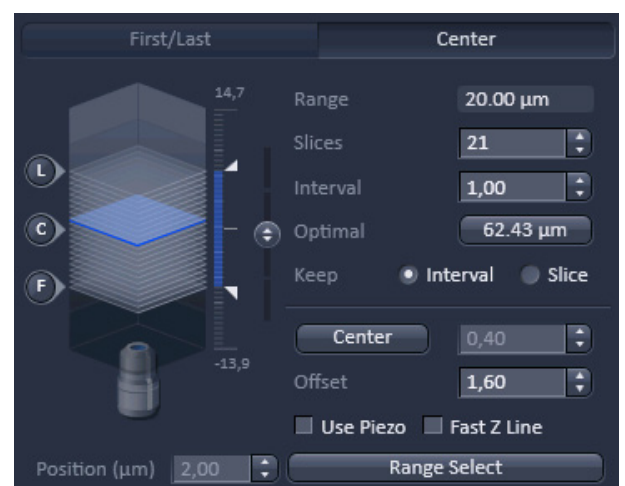 First/Last Center
14,7
Range 20.00 µm
Slices 21
L
Interval 1,00
C
Optimal 62.43 µm
Keep Interval Slice
F
Center 0,40
-13,9
Offset 1,60
Use Piezo Fast Z Line
Position (µm) 2,00 Range Select